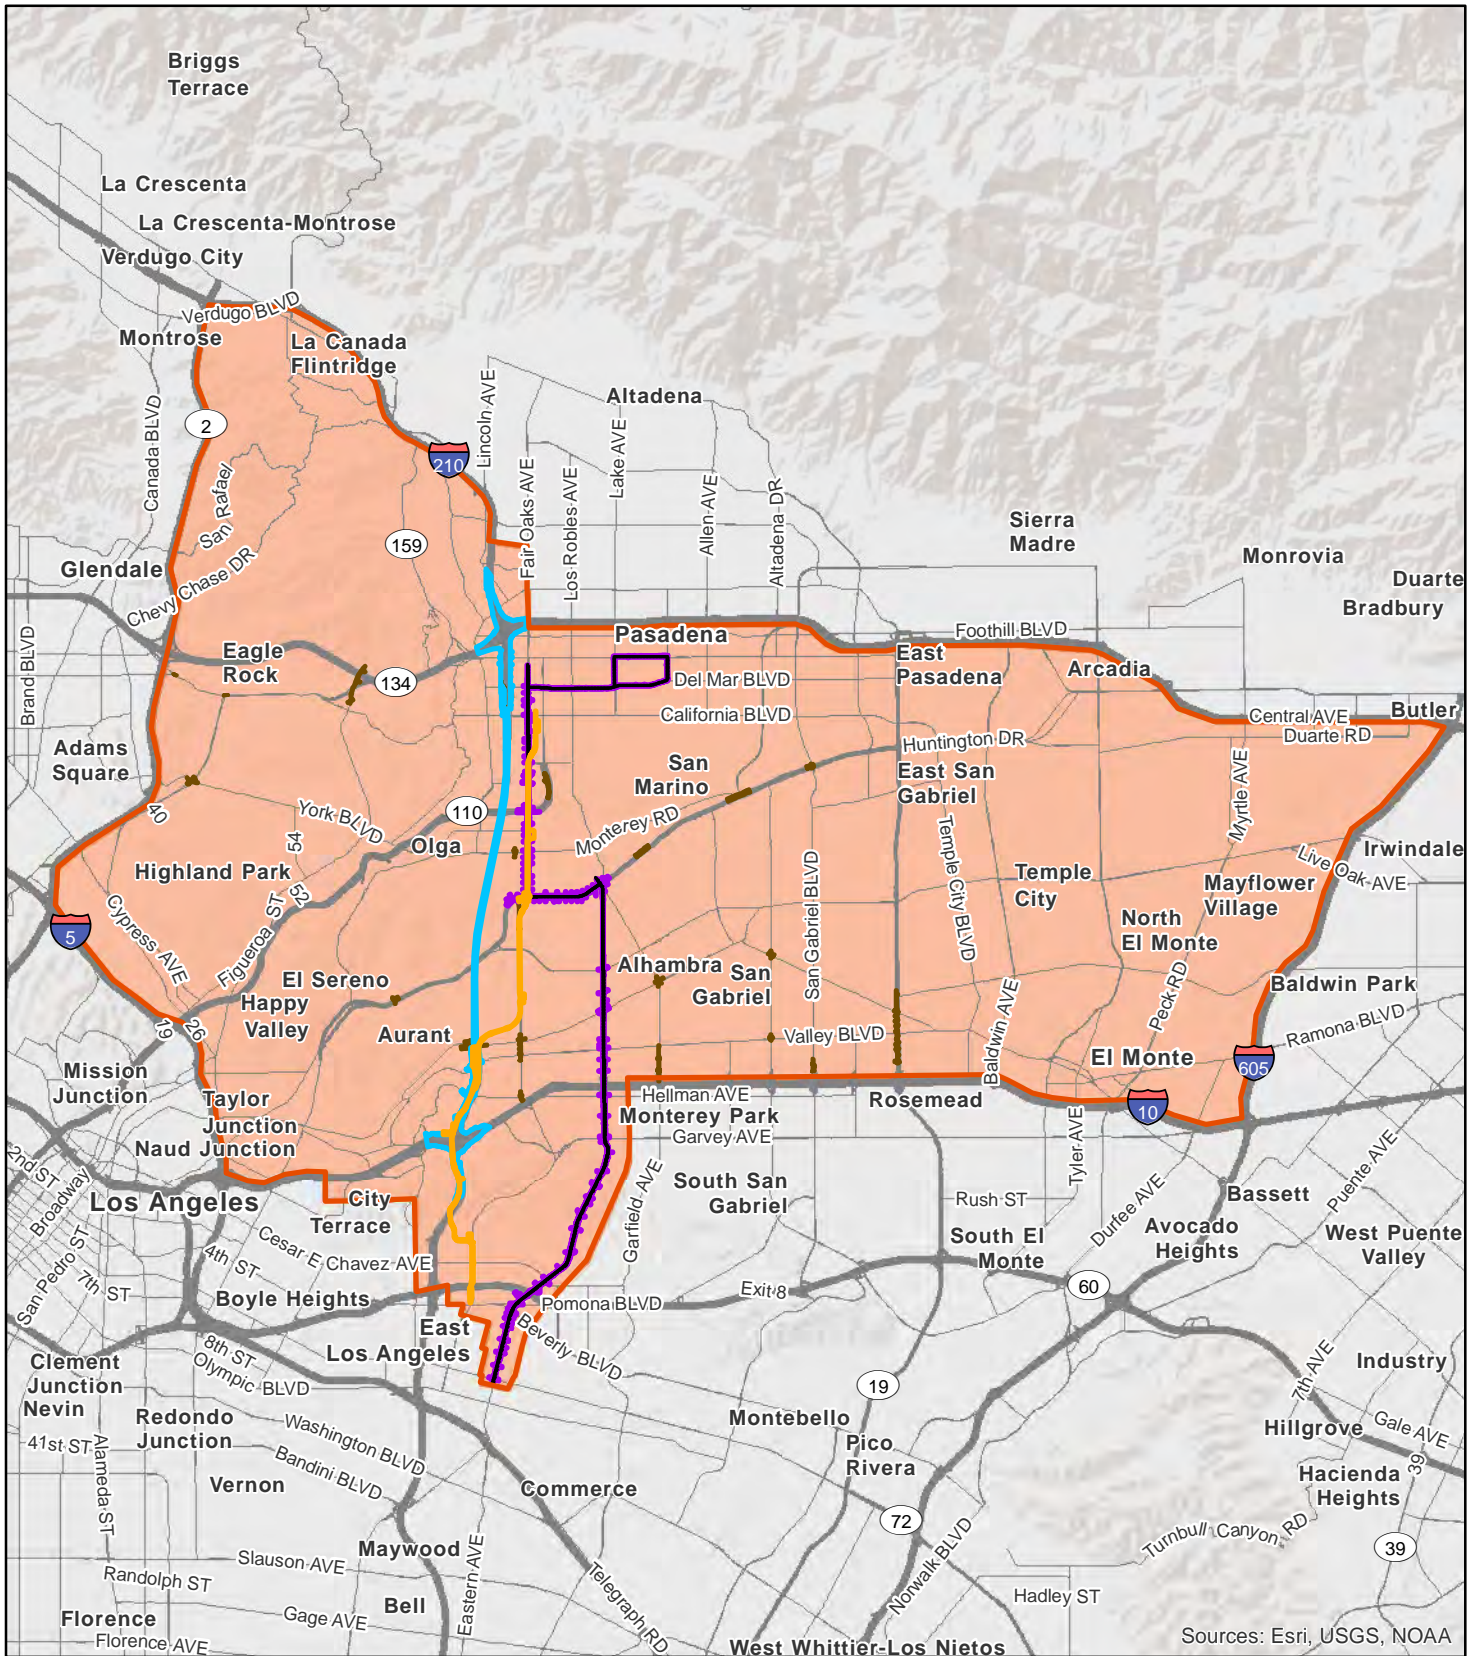 Briggs
Terrace
La Crescenta
La Crescenta-Montrose
Verdugo City
Verdugo BLVD
Montrose
La Canada
Flintridge
Canada BLVD
2
San Rafael
210
Lincoln AVE
Altadena
Fair Oaks AVE
Los Robles AVE
Lake AVE
Allen AVE
Altadena DR
159
Sierra
Madre
Monrovia
Duarte
Bradbury
Glendale
Chevy Chase DR
Brand BLVD
Eagle
Rock
134
Pasadena
Foothill BLVD
East
Pasadena
Arcadia
Del Mar BLVD
California BLVD
Central AVE
Butler
Duarte RD
Huntington DR
Adams
Square
San
Marino
East San
Gabriel
Myrtle AVE
40
York BLVD
110
54
Olga
Monterey RD
Temple City BLVD
San Gabriel BLVD
Highland Park
52
Irwindale
Live Oak AVE
Temple
City
Mayflower
Village
5
Cypress AVE
Figueroa ST
North
El Monte
El Sereno
Happy
Valley
Alhambra
San
Gabriel
Peck RD
Baldwin Park
Ramona BLVD
19
26
Aurant
Valley BLVD
Baldwin AVE
El Monte
605
Mission
Junction
Taylor
Junction
Naud Junction
Hellman AVE
Monterey Park
Garvey AVE
Rosemead
10
Tyler AVE
2nd ST
Broadway
Los Angeles
City
Terrace
South San
Gabriel
Garfield AVE
Rush ST
Durfee AVE
Puente AVE
Bassett
South El
Monte
Avocado
Heights
West Puente
Valley
San Pedro ST
4th ST
7th ST
Cesar E Chavez AVE
Boyle Heights
Pomona BLVD
Exit 8
60
East
Los Angeles
Beverly BLVD
8th ST
Olympic BLVD
Clement
Junction
Nevin
7th AVE
Industry
19
Redondo
Junction
Washington BLVD
Montebello
Hillgrove
Gale AVE
41st ST
Alameda ST
Bandini BLVD
Pico
Rivera
39
Vernon
Commerce
Hacienda
Heights
72
Turnbull Canyon RD
39
Maywood
Slauson AVE
Eastern AVE
Telegraph RD
Norwalk BLVD
Randolph ST
Hadley ST
Bell
Gage AVE
Florence
Florence AVE
West Whittier-Los Nietos
Sources: Esri, USGS, NOAA